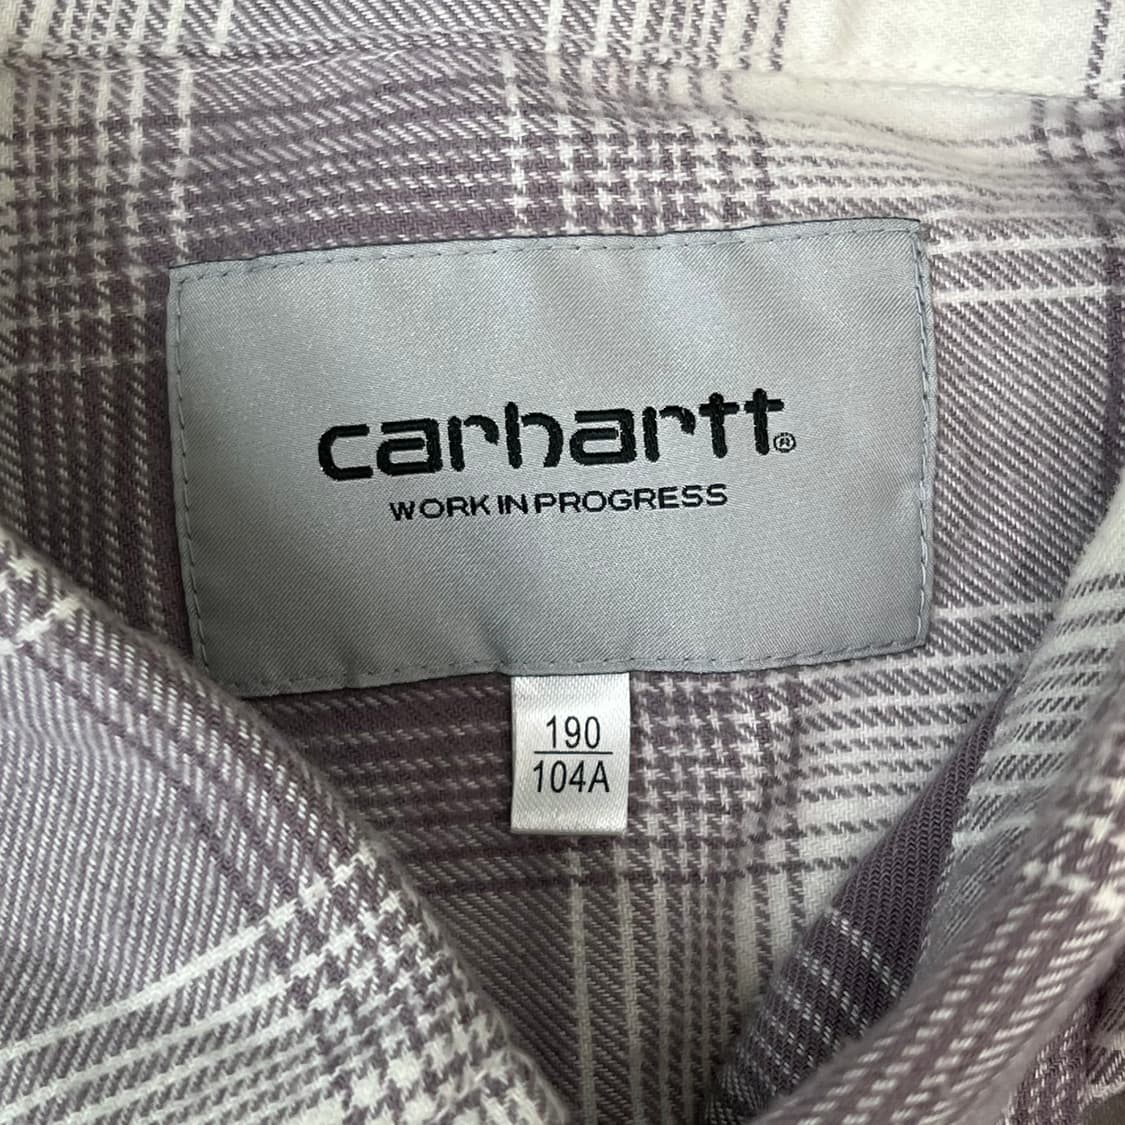 carhartt®
WORK IN PROGRESS
190
104A